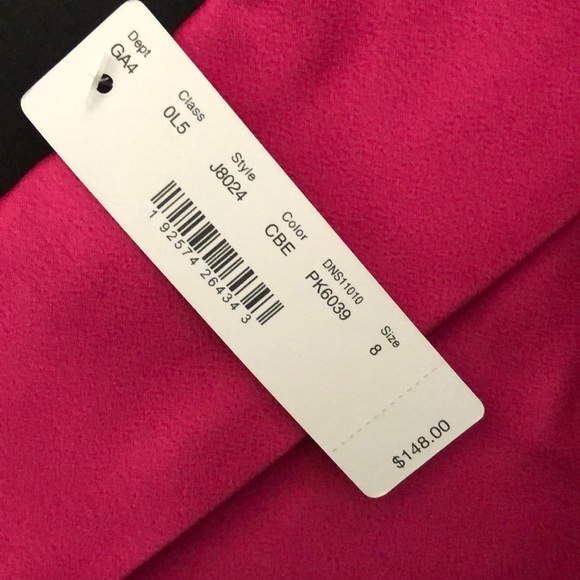 Dept
GA4
Class
0L5
Style
J8024
Color
CBE
DNS11010
PK6039
Size
8
1 92574 26434 3
$148.00